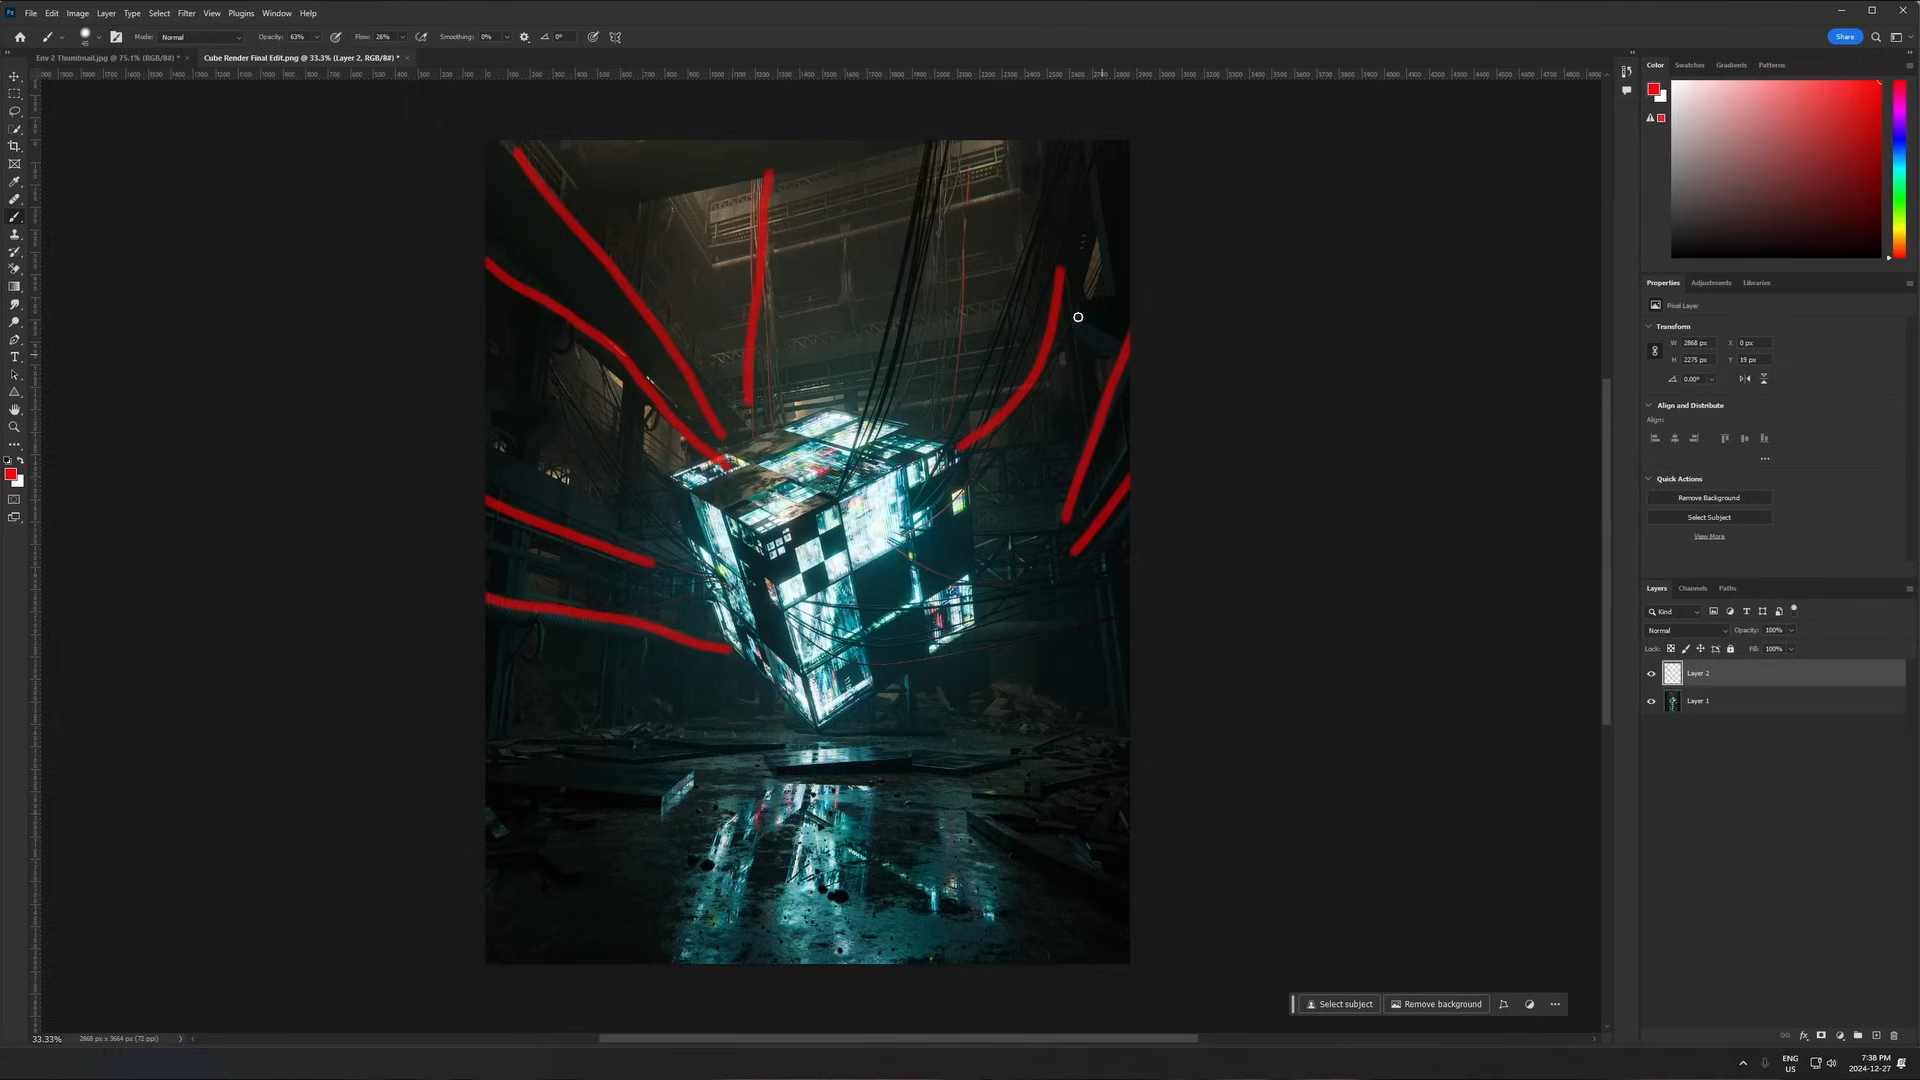 Ps File Edit Image Layer Type Select Filter View Plugins Window Help
45 Mode: Normal Opacity: 63% Flow: 26% Smoothing: 0% 0° Share
Env 2 Thumbnail.jpg @ 75.1% (RGB/8#) * × Cube Render Final Edit.png @ 33.3% (Layer 2, RGB/8#) * ×
Color Swatches Gradients Patterns
Properties Adjustments Libraries
Pixel Layer
Transform
W 2868 px X 0 px
H 2275 px Y 19 px
0.00°
Align and Distribute
Align:
Quick Actions
Remove Background
Select Subject
View More
Layers Channels Paths
Kind
Normal Opacity: 100%
Lock: Fill: 100%
Layer 2
Layer 1
Select subject Remove background
33.33% 2868 px x 3664 px (72 ppi)
ENG
US
7:38 PM
2024-12-27